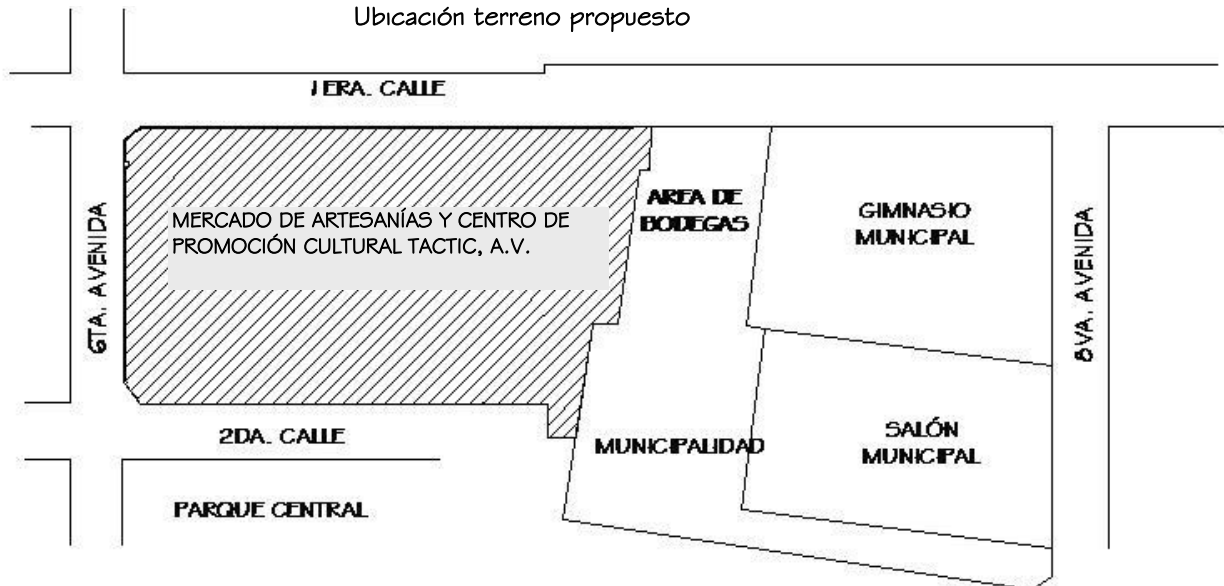 Ubicación terreno propuesto
1ERA. CALLE
6TA. AVENIDA
MERCADO DE ARTESANÍAS Y CENTRO DE
PROMOCIÓN CULTURAL TACTIC, A.V.
AREA DE
BODEGAS
GIMNASIO
MUNICIPAL
8VA. AVENIDA
2DA. CALLE
MUNICIPALIDAD
SALÓN
MUNICIPAL
PARQUE CENTRAL